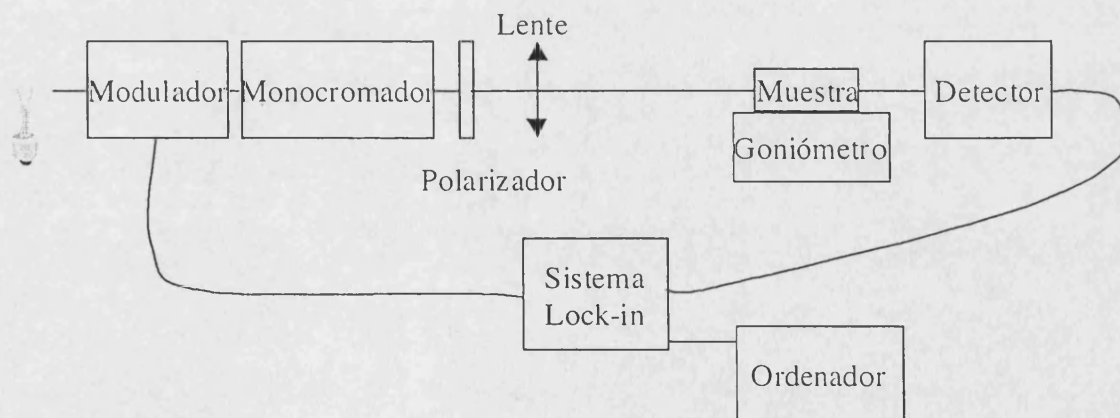 Lente
Modulador
Monocromador
Muestra
Detector
Goniómetro
Polarizador
Sistema
Lock-in
Ordenador